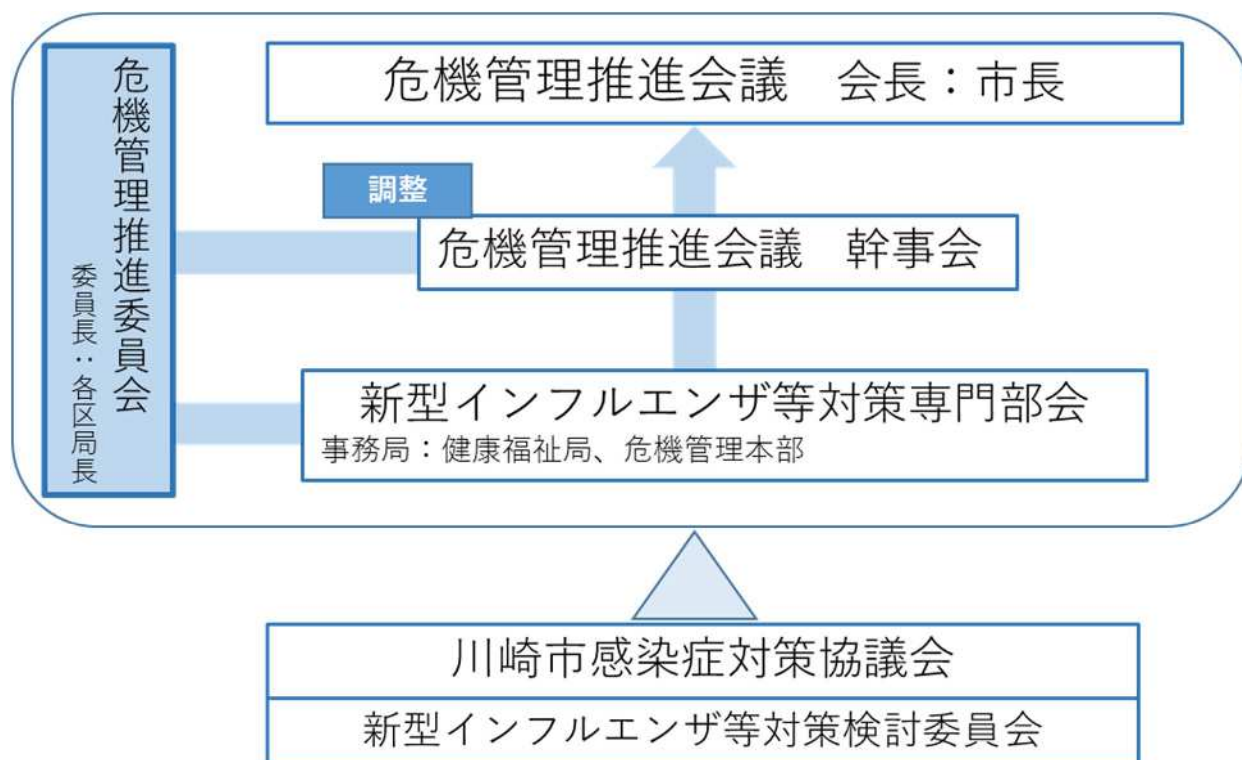 危機管理推進会議　会長：市長
危機管理推進委員会
委員長：各区局長
調整
危機管理推進会議　幹事会
新型インフルエンザ等対策専門部会
事務局：健康福祉局、危機管理本部
川崎市感染症対策協議会
新型インフルエンザ等対策検討委員会